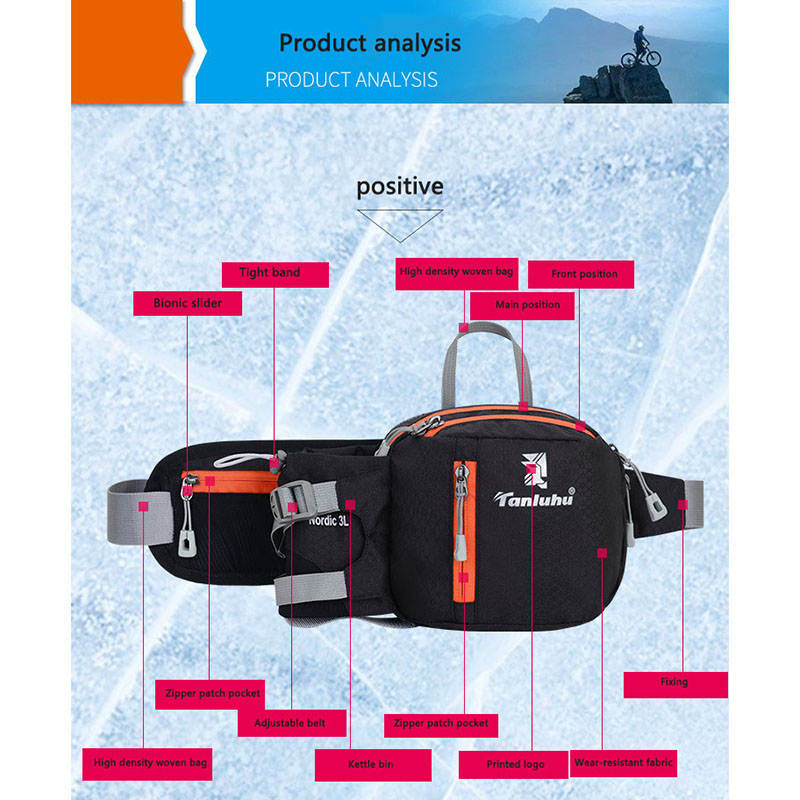 Product analysis
PRODUCT ANALYSIS
positive
High density woven bag
Front position
Tight band
Bionic slider
Main position
Tanluhu®
Nordic 3L
Fixing
Zipper patch pocket
Adjustable belt
Zipper patch pocket
High density woven bag
Kettle bin
Printed logo
Wear-resistant fabric